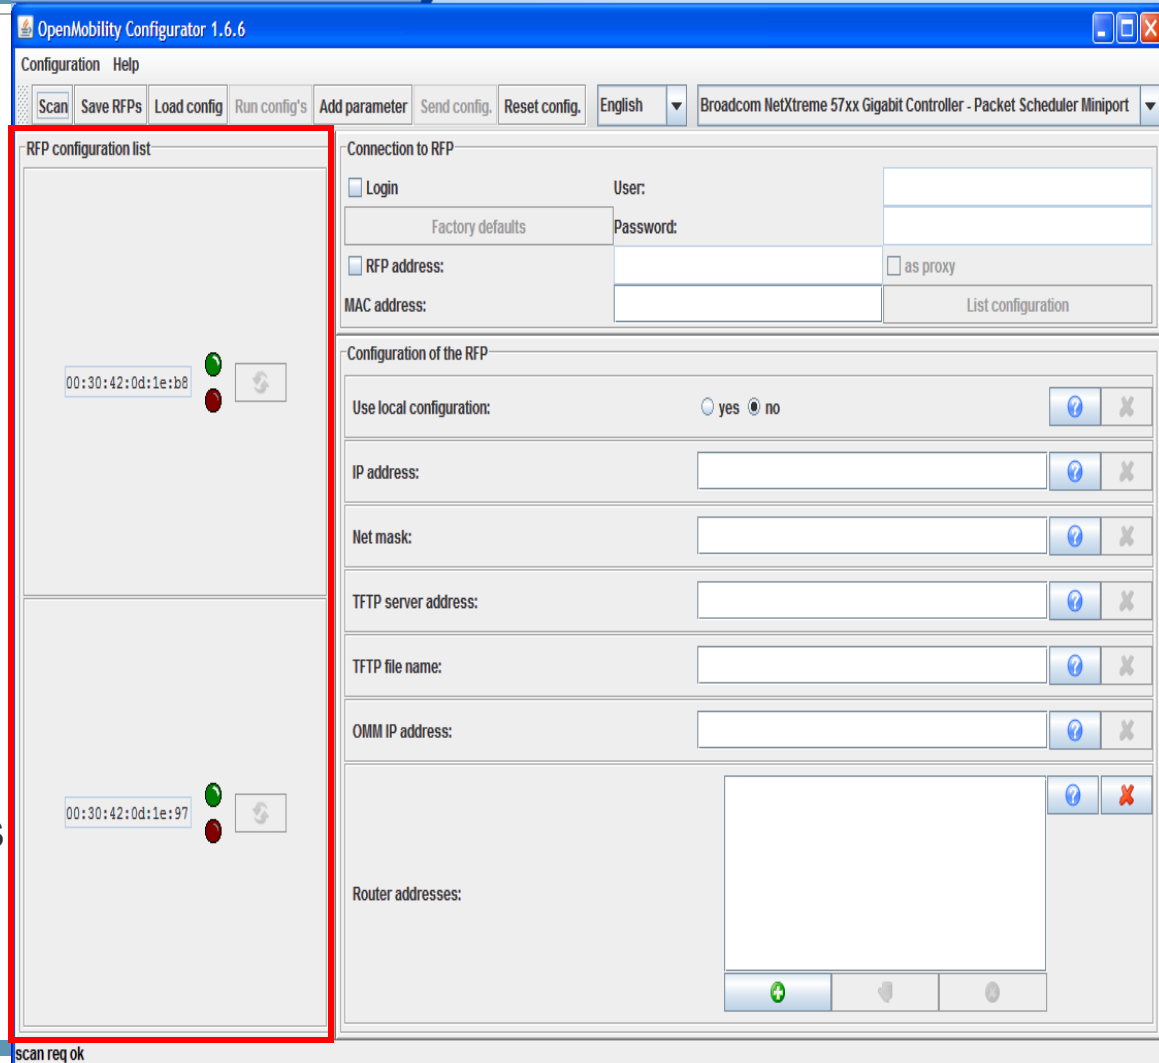 OpenMobility Configurator 1.6.6
Configuration Help
Scan Save RFPs Load config Run config's Add parameter Send config. Reset config. English Broadcom NetXtreme 57xx Gigabit Controller - Packet Scheduler Miniport
RFP configuration list
00:30:42:0d:1e:b8
s
00:30:42:0d:1e:97
Connection to RFP
Login User:
Factory defaults Password:
RFP address: as proxy
MAC address: List configuration
Configuration of the RFP
Use local configuration: yes no
IP address:
Net mask:
TFTP server address:
TFTP file name:
OMM IP address:
Router addresses:
scan req ok